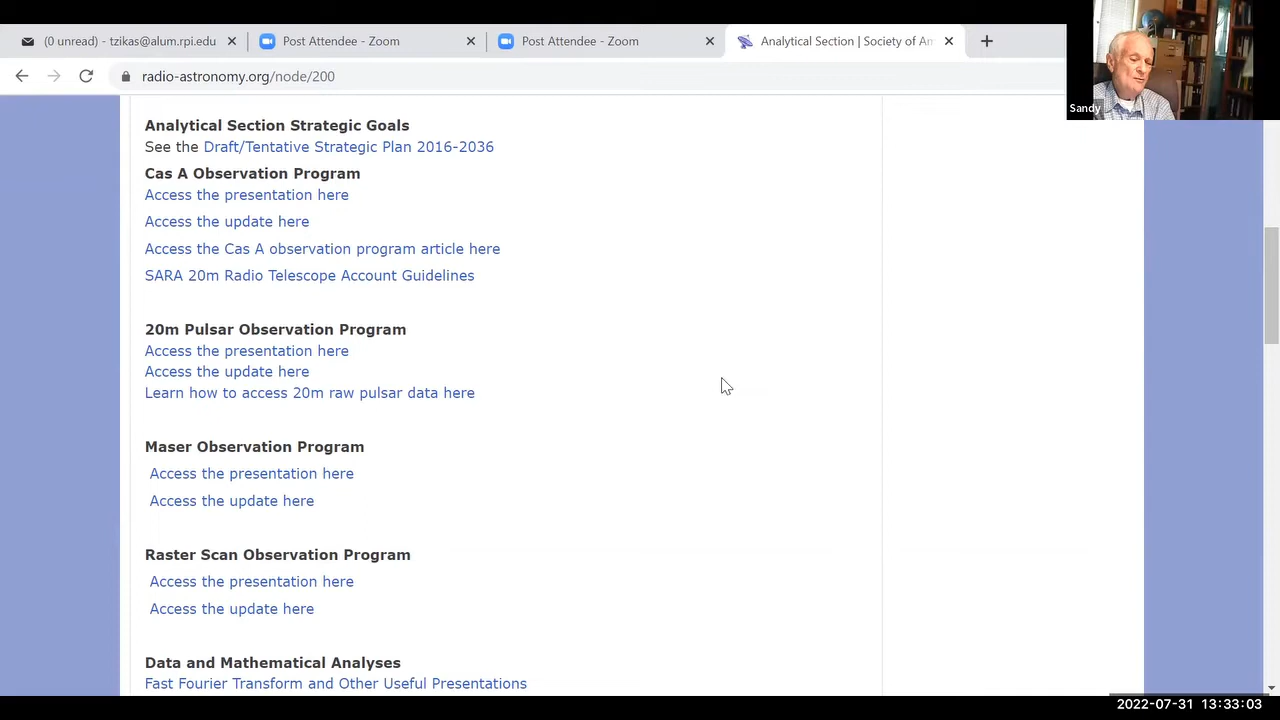 (0 unread) - tzikas@alum.rpi.edu
Post Attendee - Zoom
Post Attendee - Zoom
Analytical Section | Society of Am
radio-astronomy.org/node/200
Sandy
Analytical Section Strategic Goals
See the Draft/Tentative Strategic Plan 2016-2036
Cas A Observation Program
Access the presentation here
Access the update here
Access the Cas A observation program article here
SARA 20m Radio Telescope Account Guidelines
20m Pulsar Observation Program
Access the presentation here
Access the update here
Learn how to access 20m raw pulsar data here
Maser Observation Program
Access the presentation here
Access the update here
Raster Scan Observation Program
Access the presentation here
Access the update here
Data and Mathematical Analyses
Fast Fourier Transform and Other Useful Presentations
2022-07-31 13:33:03